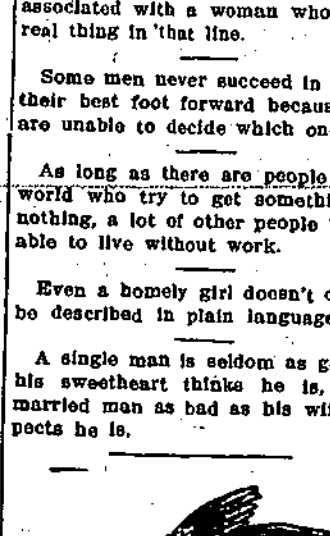 associated with a woman who
real thing in that line.
Some men never succeed in
their best foot forward becaus
are unable to decide which on
As long as there are people
world who try to get somethi
nothing, a lot of other people
able to live without work.
Even a homely girl doesn't c
be described in plain language
A single man is seldom as g
his sweetheart thinks he is,
married man as bad as his wif
pects he is.